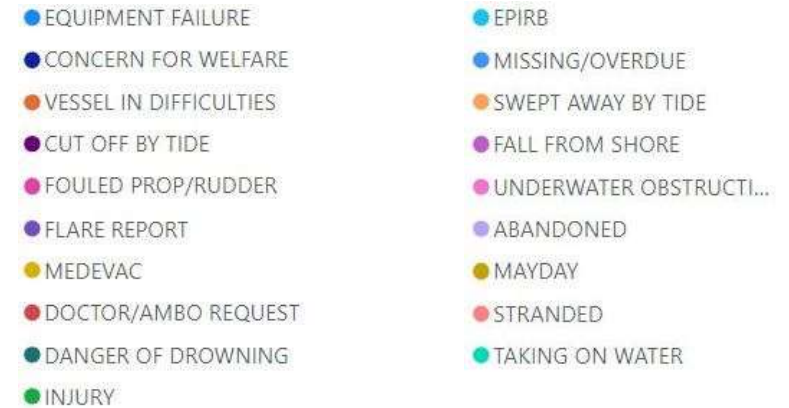 EQUIPMENT FAILURE
CONCERN FOR WELFARE
VESSEL IN DIFFICULTIES
CUT OFF BY TIDE
FOULED PROP/RUDDER
FLARE REPORT
MEDEVAC
DOCTOR/AMBO REQUEST
DANGER OF DROWNING
INJURY
EPIRB
MISSING/OVERDUE
SWEPT AWAY BY TIDE
FALL FROM SHORE
UNDERWATER OBSTRUCTI...
ABANDONED
MAYDAY
STRANDED
TAKING ON WATER